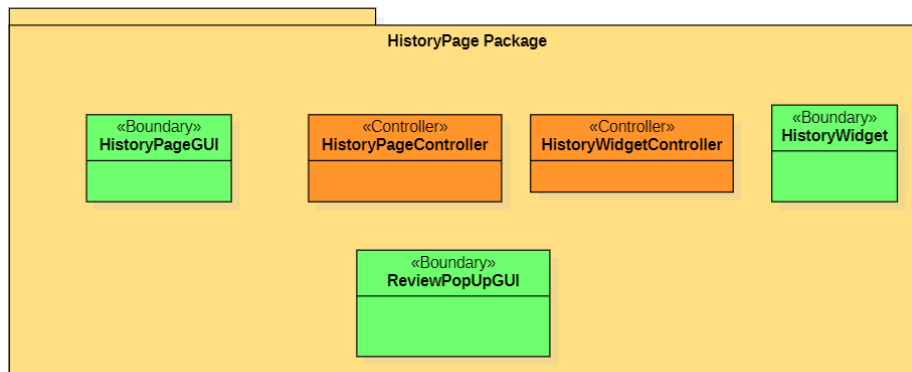 HistoryPage Package
«Boundary»
HistoryPageGUI
«Controller»
HistoryPageController
«Controller»
HistoryWidgetController
«Boundary»
HistoryWidget
«Boundary»
ReviewPopUpGUI